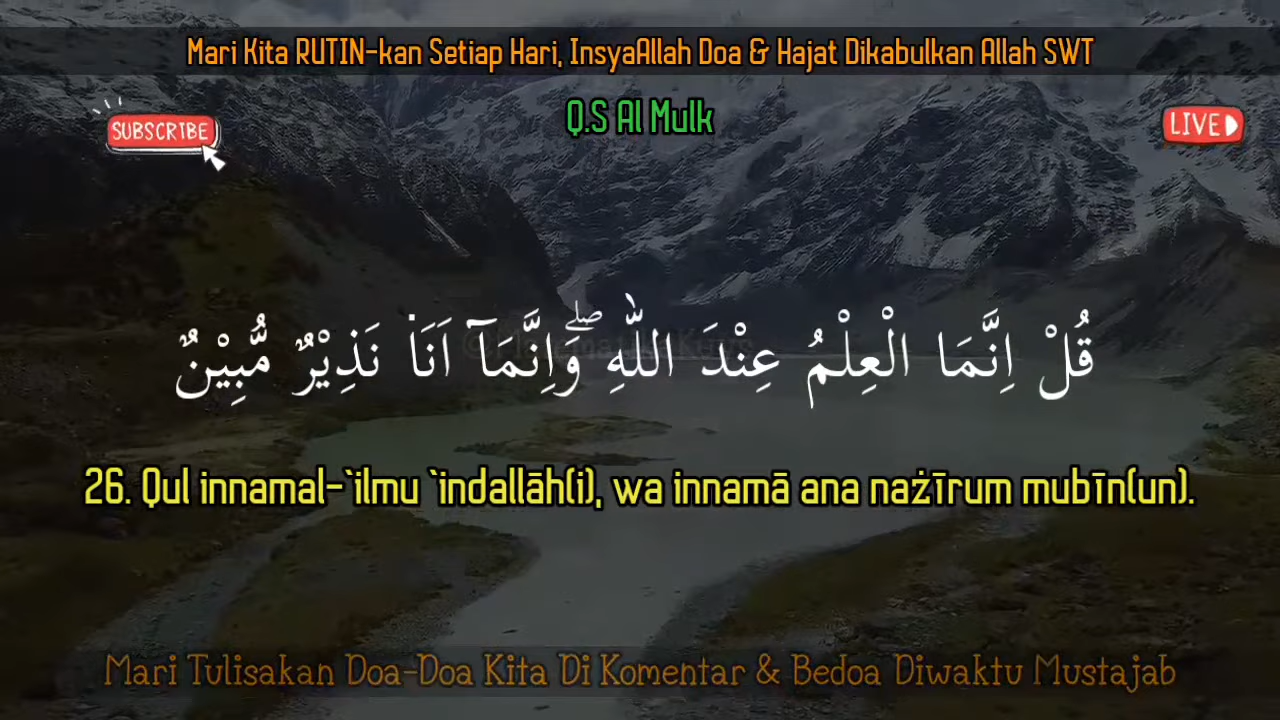 Mari Kita RUTIN-kan Setiap Hari, InsyaAllah Doa & Hajat Dikabulkan Allah SWT
Q.S Al Mulk
SUBSCRIBE
LIVE
قُلْ اِنَّمَا الْعِلْمُ عِنْدَ اللّٰهِ ۖوَاِنَّمَآ اَنَا۠ نَذِيْرٌ مُّبِيْنٌ
26. Qul innamal-`ilmu `indallāh(i), wa innamā ana nażīrum mubīn(un).
Mari Tulisakan Doa-Doa Kita Di Komentar & Bedoa Diwaktu Mustajab